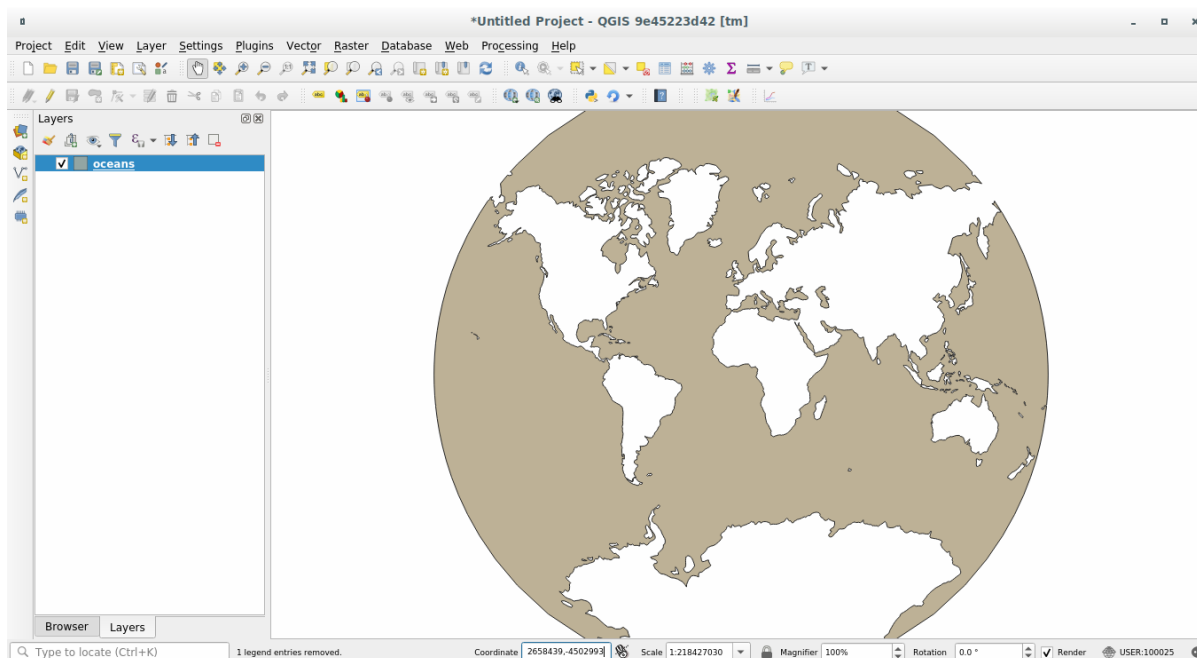 *Untitled Project - QGIS 9e45223d42 [tm]
Project Edit View Layer Settings Plugins Vector Raster Database Web Processing Help
Layers
oceans
Browser Layers
Type to locate (Ctrl+K) 1 legend entries removed. Coordinate 2658439,-4502993 Scale 1:218427030 Magnifier 100% Rotation 0.0 ° Render USER:100025